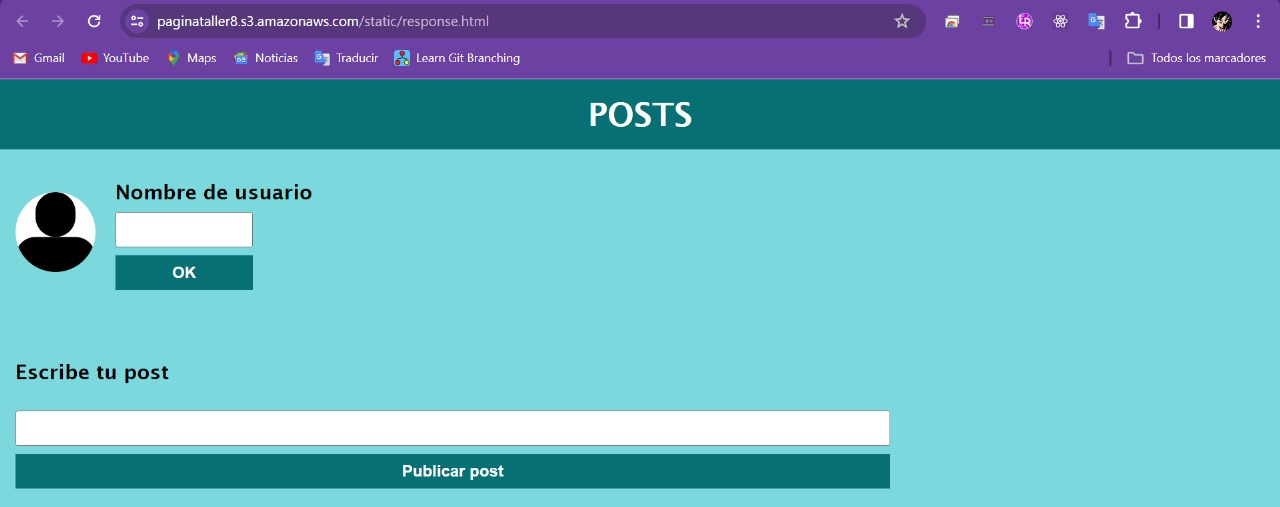 paginataller8.s3.amazonaws.com/static/response.html
Gmail YouTube Maps Noticias Traducir Learn Git Branching Todos los marcadores
POSTS
Nombre de usuario
OK
Escribe tu post
Publicar post